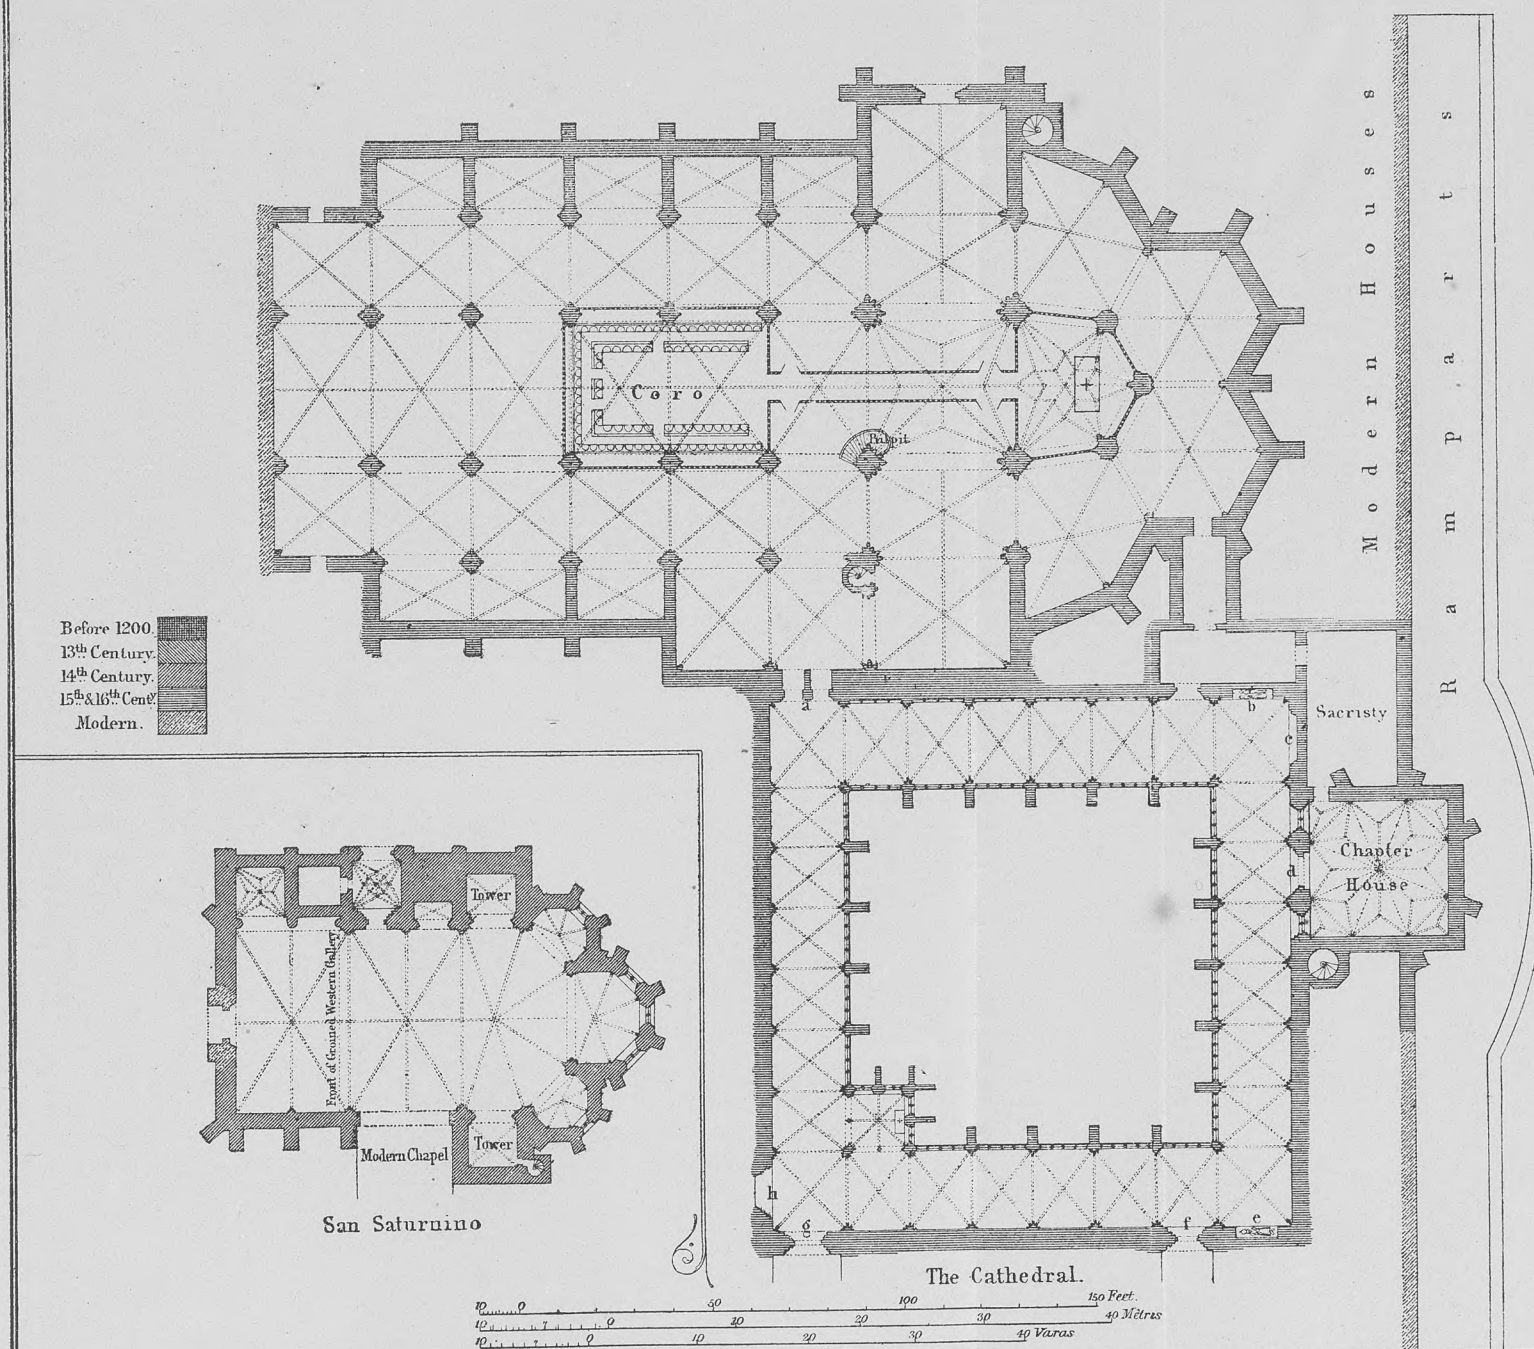 Modern Houses
Ramparts
Coro
Pulpit
Before 1200.
13th Century.
14th Century.
15th & 16th Centy.
Modern.
a
b
c
Sacristy
Chapter
House
d
Tower
Front of Groined Western Gallery.
Modern Chapel
Tower
San Saturnino
h
g
f
e
The Cathedral.
10 0 50 100 150 Feet.
10 0 10 20 30 40 Mètres
10 0 10 20 30 40 Varas